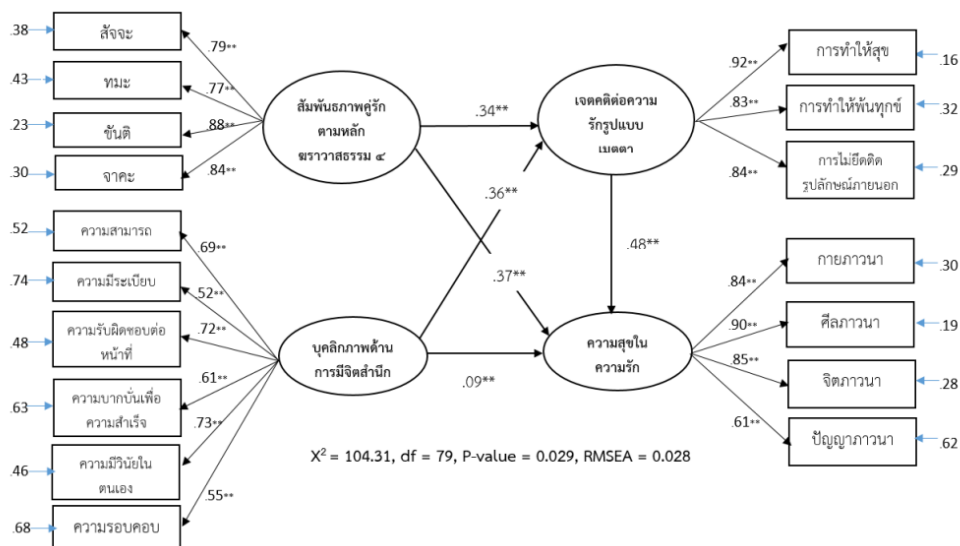 .38
สัจจะ
.79**
.43
ทมะ
.77**
.23
ขันติ
.88**
.30
จาคะ
.84**
สัมพันธภาพคู่รัก
ตามหลัก
ฆราวาสธรรม ๔
.34**
เจตคติต่อความ
รักรูปแบบ
เมตตา
.92**
การทำให้สุข
.16
.83**
การทำให้พ้นทุกข์
.32
.84**
การไม่ยึดติด
รูปลักษณ์ภายนอก
.29
.36**
.37**
.48**
.52
ความสามารถ
.69**
.74
ความมีระเบียบ
.52**
.48
ความรับผิดชอบต่อ
หน้าที่
.72**
.63
ความบากบั่นเพื่อ
ความสำเร็จ
.61**
.46
ความมีวินัยใน
ตนเอง
.73**
.68
ความรอบคอบ
.55**
บุคลิกภาพด้าน
การมีจิตสำนึก
.09**
ความสุขใน
ความรัก
.84**
กายภาวนา
.30
.90**
ศีลภาวนา
.19
.85**
จิตภาวนา
.28
.61**
ปัญญาภาวนา
.62
X² = 104.31, df = 79, P-value = 0.029, RMSEA = 0.028